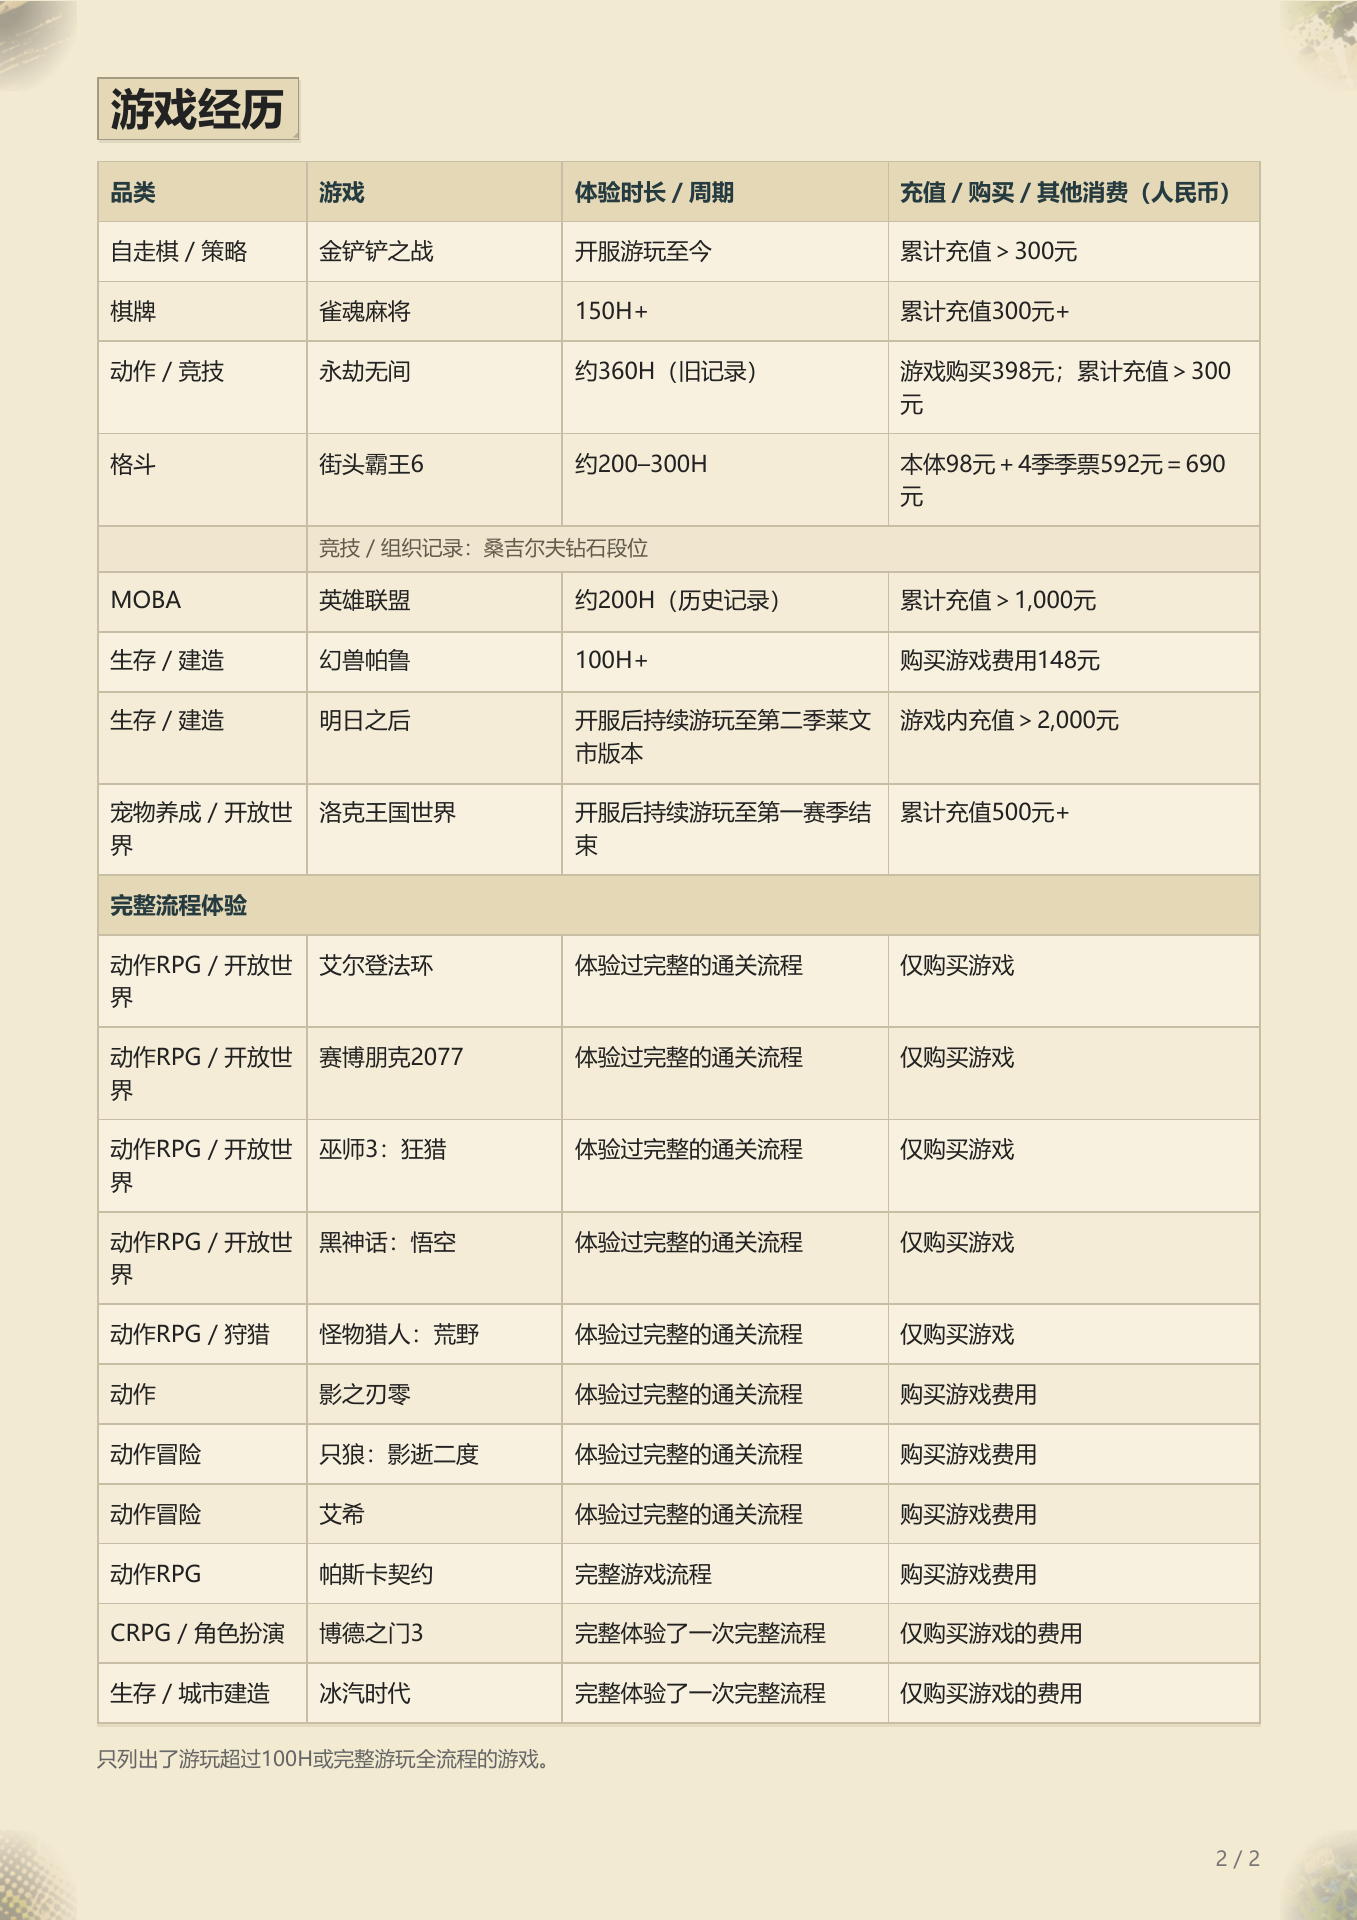 游戏经历
品类 游戏 体验时长 / 周期 充值 / 购买 / 其他消费（人民币）
自走棋 / 策略 金铲铲之战 开服游玩至今 累计充值 > 300元
棋牌 雀魂麻将 150H+ 累计充值300元+
动作 / 竞技 永劫无间 约360H（旧记录） 游戏购买398元；累计充值 > 300
元
格斗 街头霸王6 约200–300H 本体98元 + 4季季票592元 = 690
元
竞技 / 组织记录：桑吉尔夫钻石段位
MOBA 英雄联盟 约200H（历史记录） 累计充值 > 1,000元
生存 / 建造 幻兽帕鲁 100H+ 购买游戏费用148元
生存 / 建造 明日之后 开服后持续游玩至第二季莱文 游戏内充值 > 2,000元
市版本
宠物养成 / 开放世 洛克王国世界 开服后持续游玩至第一赛季结 累计充值500元+
界 束
完整流程体验
动作RPG / 开放世 艾尔登法环 体验过完整的通关流程 仅购买游戏
界
动作RPG / 开放世 赛博朋克2077 体验过完整的通关流程 仅购买游戏
界
动作RPG / 开放世 巫师3：狂猎 体验过完整的通关流程 仅购买游戏
界
动作RPG / 开放世 黑神话：悟空 体验过完整的通关流程 仅购买游戏
界
动作RPG / 狩猎 怪物猎人：荒野 体验过完整的通关流程 仅购买游戏
动作 影之刃零 体验过完整的通关流程 购买游戏费用
动作冒险 只狼：影逝二度 体验过完整的通关流程 购买游戏费用
动作冒险 艾希 体验过完整的通关流程 购买游戏费用
动作RPG 帕斯卡契约 完整游戏流程 购买游戏费用
CRPG / 角色扮演 博德之门3 完整体验了一次完整流程 仅购买游戏的费用
生存 / 城市建造 冰汽时代 完整体验了一次完整流程 仅购买游戏的费用
只列出了游玩超过100H或完整游玩全流程的游戏。
2 / 2